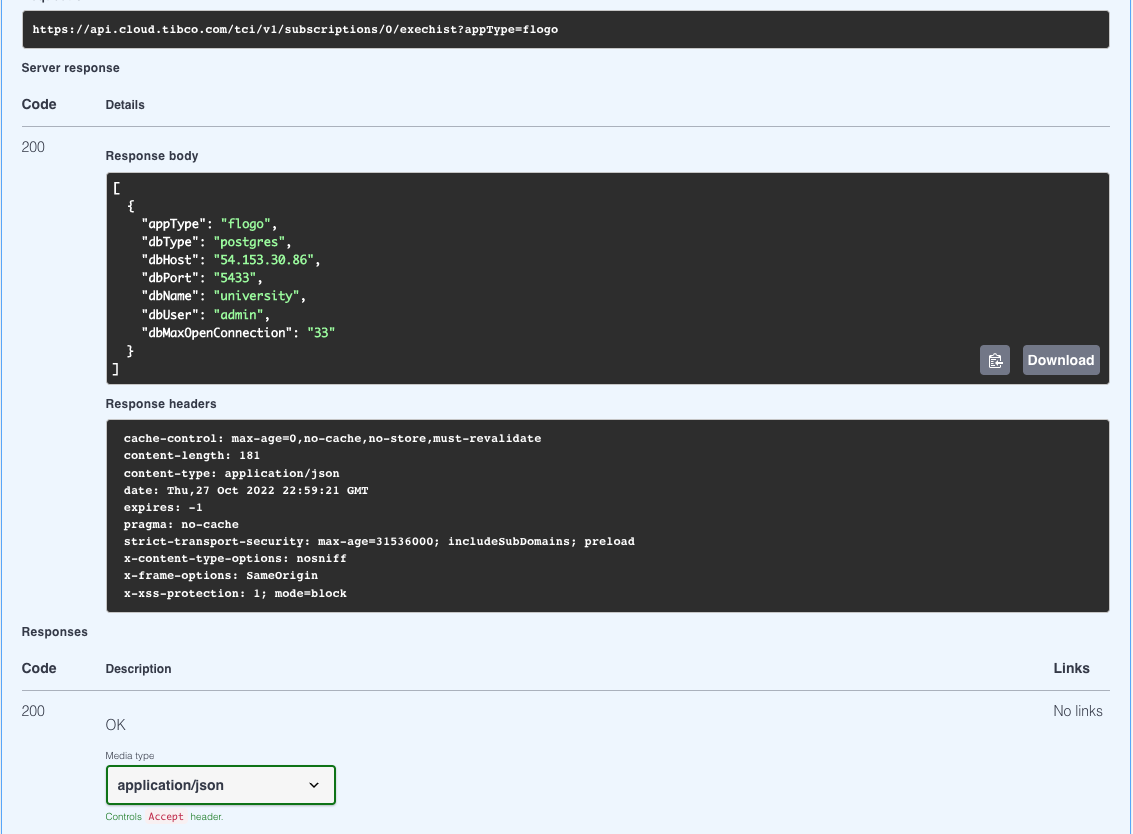 https://api.cloud.tibco.com/tci/v1/subscriptions/0/exechist?appType=flogo
Server response
Code Details
200
Response body
[
  {
    "appType": "flogo",
    "dbType": "postgres",
    "dbHost": "54.153.30.86",
    "dbPort": "5433",
    "dbName": "university",
    "dbUser": "admin",
    "dbMaxOpenConnection": "33"
  }
]
Download
Response headers
cache-control: max-age=0,no-cache,no-store,must-revalidate
content-length: 181
content-type: application/json
date: Thu,27 Oct 2022 22:59:21 GMT
expires: -1
pragma: no-cache
strict-transport-security: max-age=31536000; includeSubDomains; preload
x-content-type-options: nosniff
x-frame-options: SameOrigin
x-xss-protection: 1; mode=block
Responses
Code Description Links
200
OK
No links
Media type
application/json
Controls Accept header.